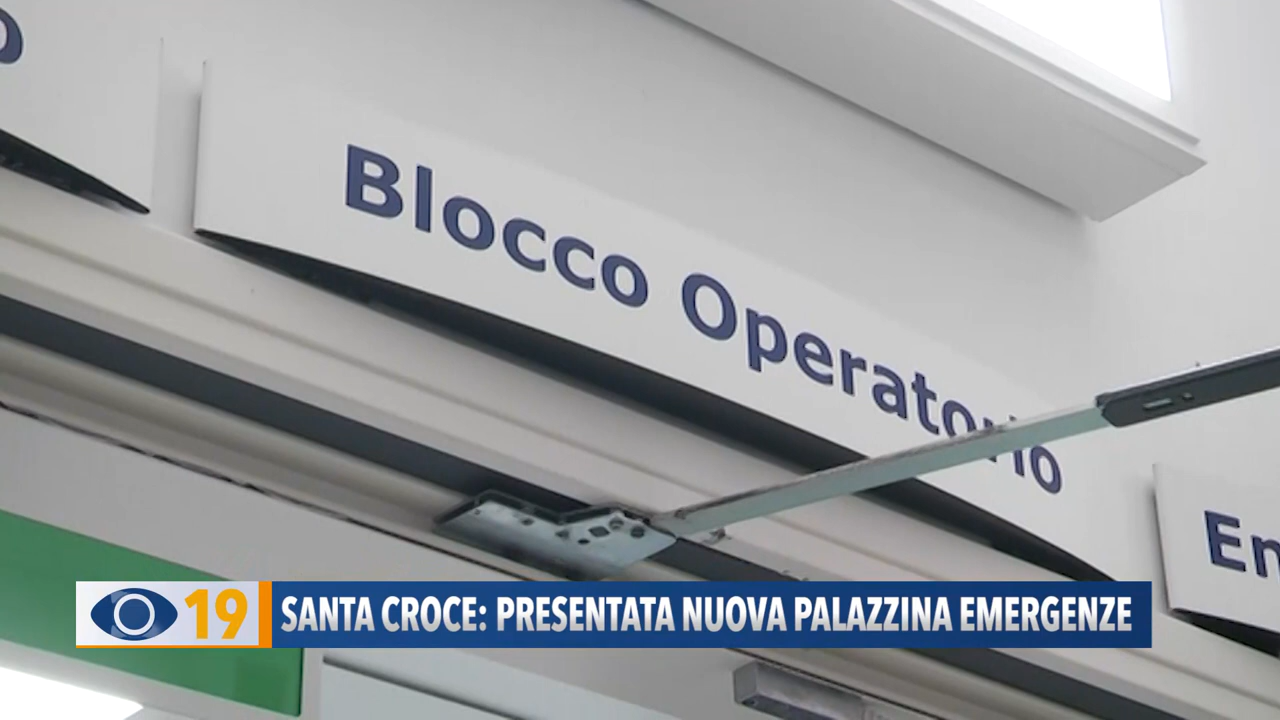 Blocco Operatorio
19
SANTA CROCE: PRESENTATA NUOVA PALAZZINA EMERGENZE